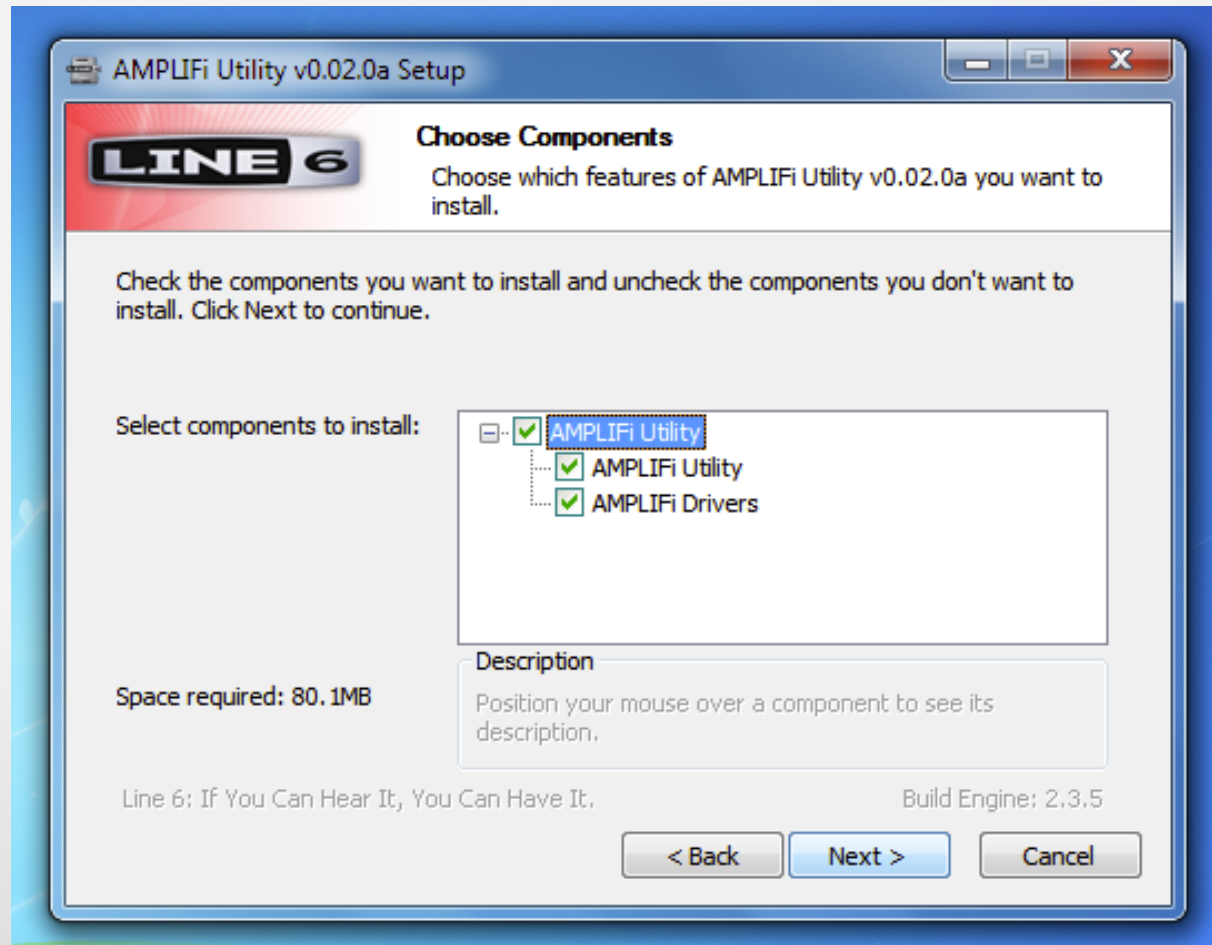 AMPLIFi Utility v0.02.0a Setup
LINE 6
Choose Components
Choose which features of AMPLIFi Utility v0.02.0a you want to
install.
Check the components you want to install and uncheck the components you don't want to
install. Click Next to continue.
Select components to install:
AMPLIFi Utility
AMPLIFi Utility
AMPLIFi Drivers
Space required: 80.1MB
Description
Position your mouse over a component to see its
description.
Line 6: If You Can Hear It, You Can Have It.
Build Engine: 2.3.5
< Back
Next >
Cancel